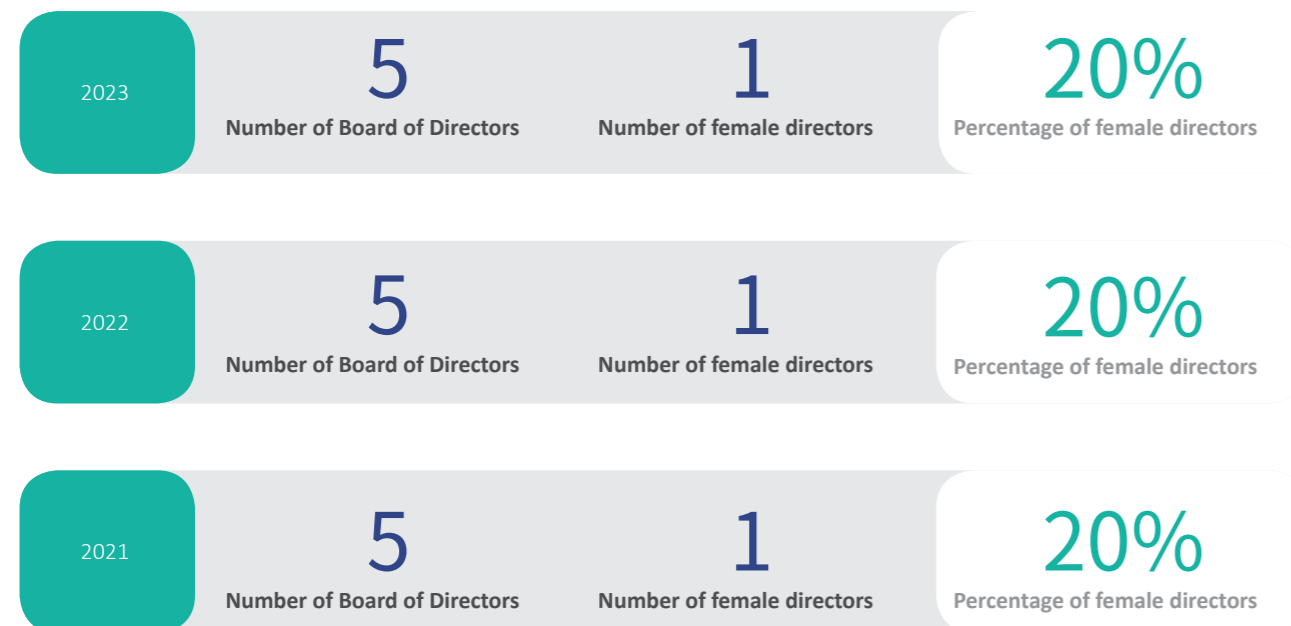 2023
5
Number of Board of Directors
1
Number of female directors
20%
Percentage of female directors
2022
5
Number of Board of Directors
1
Number of female directors
20%
Percentage of female directors
2021
5
Number of Board of Directors
1
Number of female directors
20%
Percentage of female directors